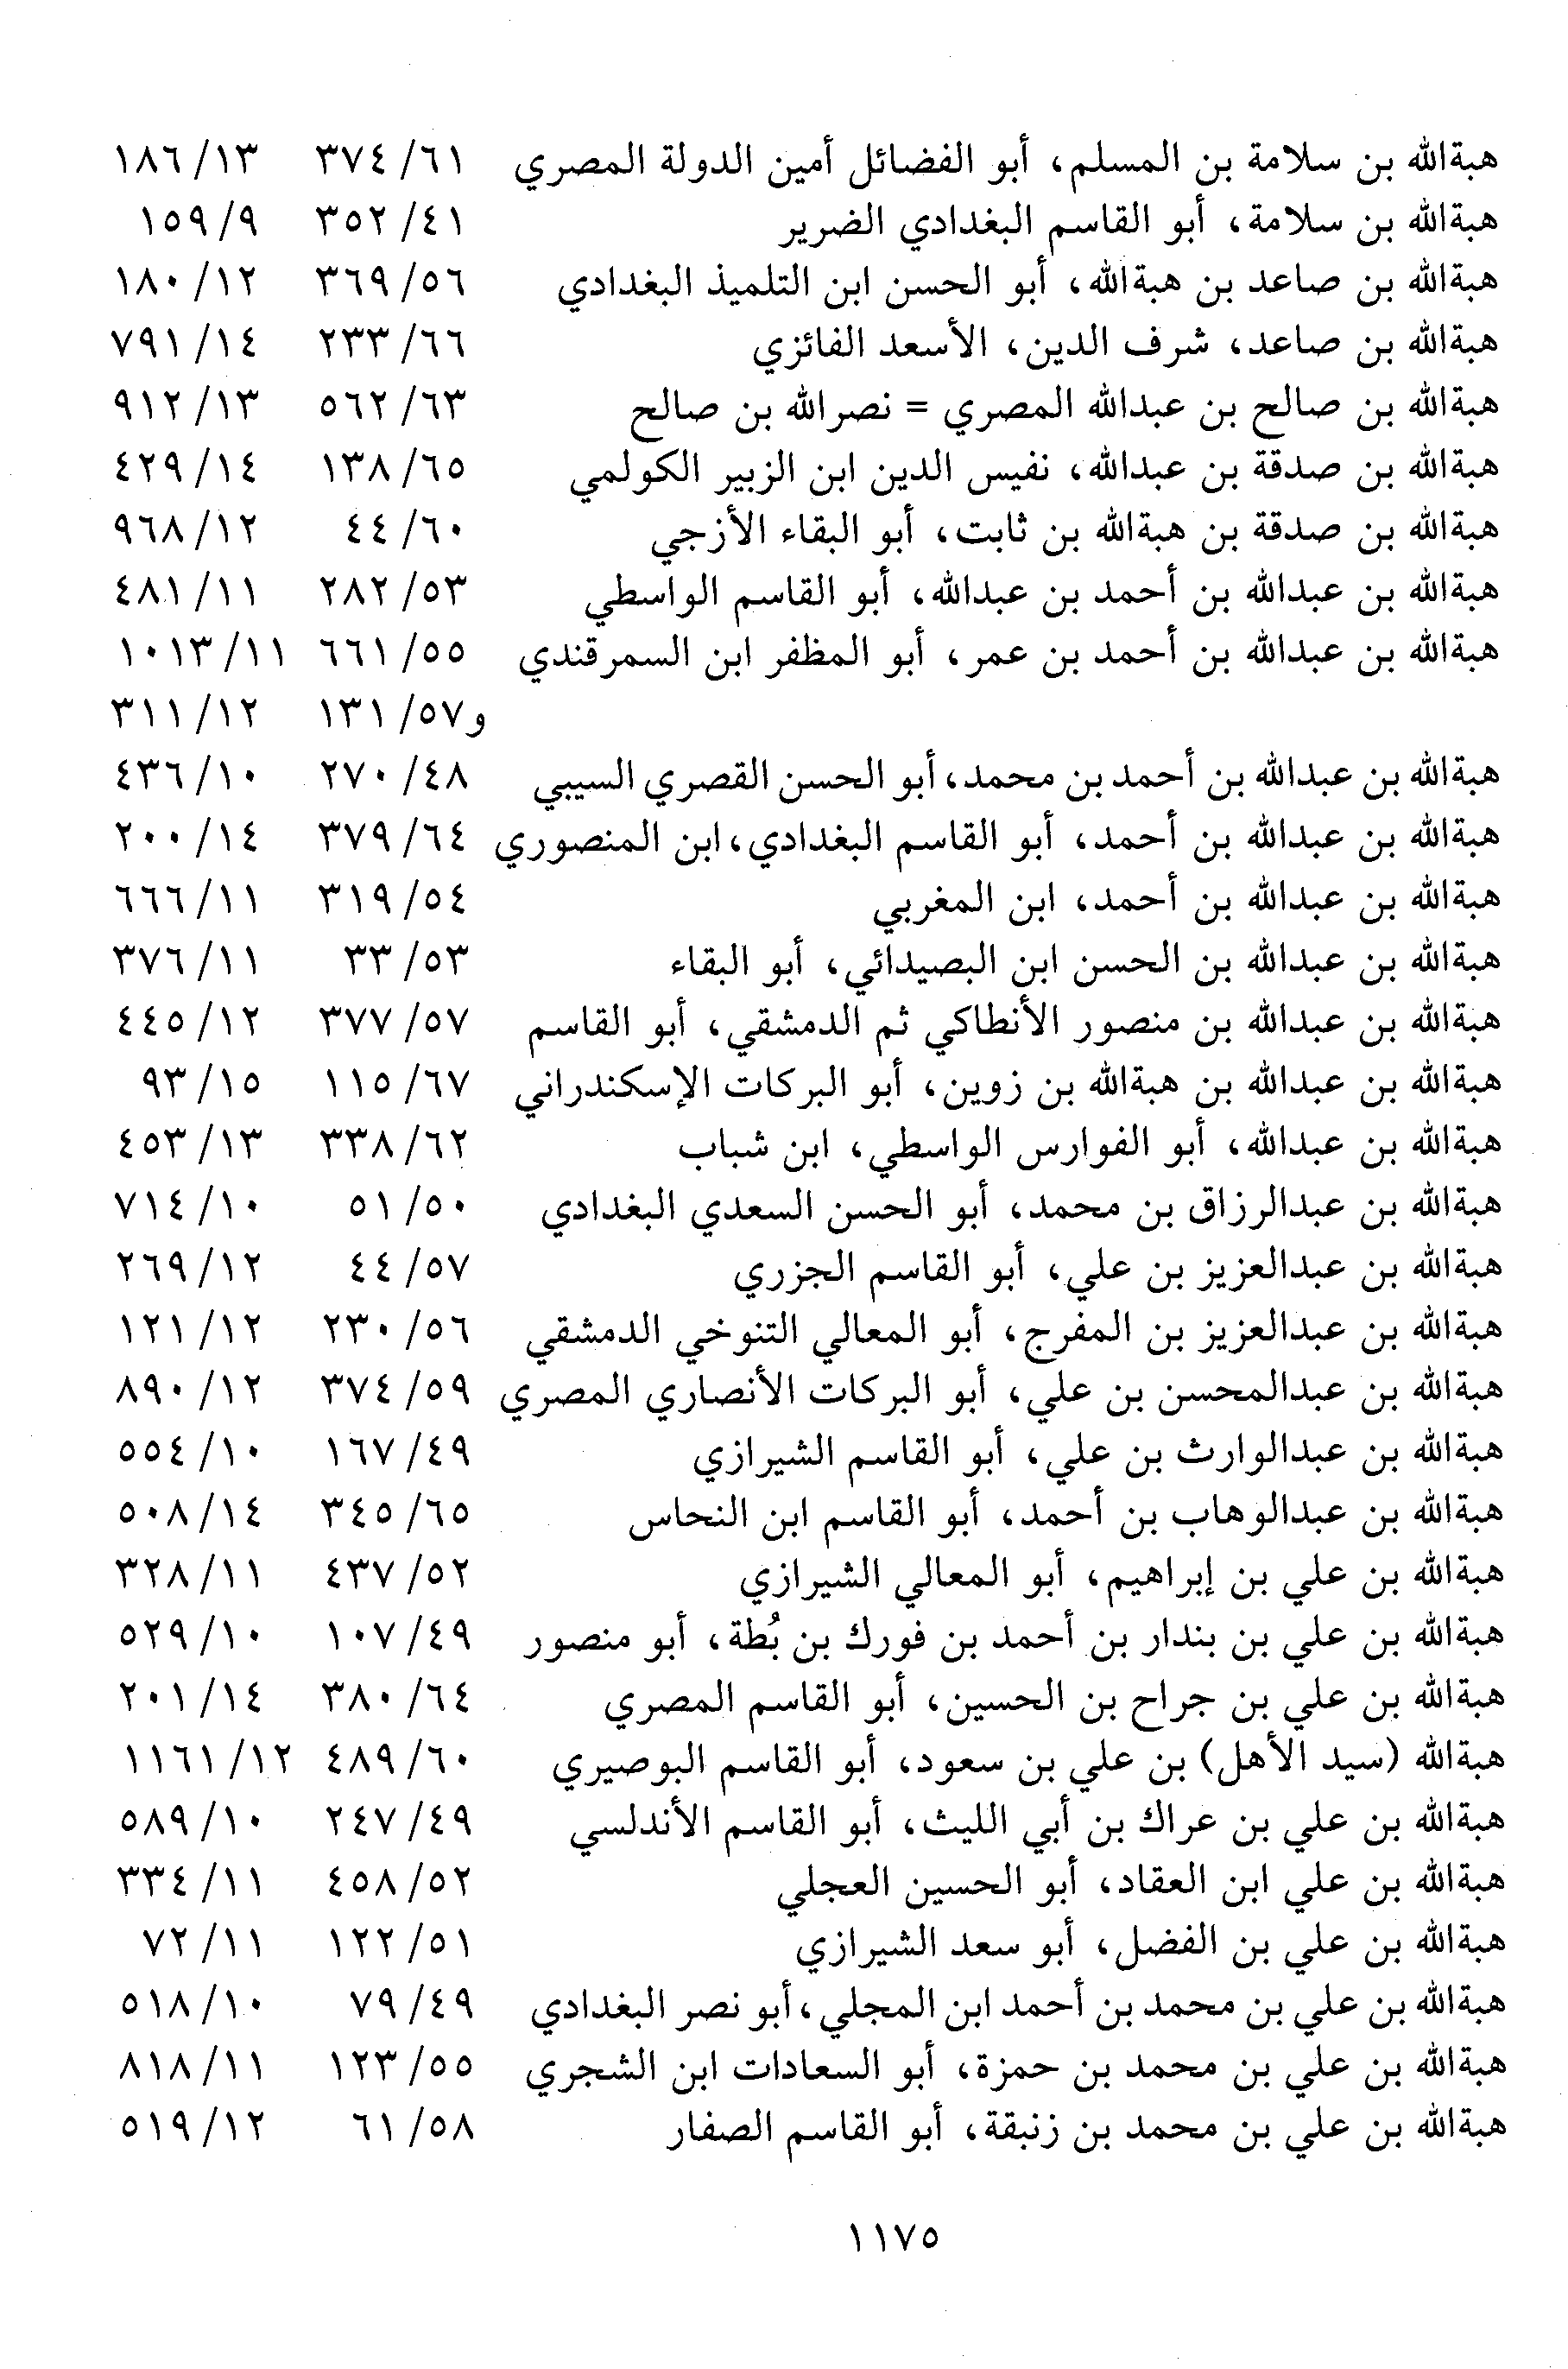 هبةالله بن سلامة بن المسلم، أبو الفضائل أمين الدولة المصري ٦١/ ٣٧٤ ١٣/ ١٨٦
هبةالله بن سلامة، أبو القاسم البغدادي الضرير ٤١/ ٣٥٢ ٩/ ١٥٩
هبةالله بن صاعد بن هبةالله، أبو الحسن ابن التلميذ البغدادي ٥٦/ ٣٦٩ ١٢/ ١٨٠
هبةالله بن صاعد، شرف الدين، الأسعد الفائزي ٦٦/ ٢٣٣ ١٤/ ٧٩١
هبةالله بن صالح بن عبدالله المصري = نصرالله بن صالح ٦٣/ ٥٦٢ ١٣/ ٩١٢
هبةالله بن صدقة بن عبدالله، نفيس الدين ابن الزبير الكولمي ٦٥/ ١٣٨ ١٤/ ٤٢٩
هبةالله بن صدقة بن هبةالله بن ثابت، أبو البقاء الأزجي ٦٠/ ٤٤ ١٢/ ٩٦٨
هبةالله بن عبدالله بن أحمد بن عبدالله، أبو القاسم الواسطي ٥٣/ ٢٨٢ ١١/ ٤٨١
هبةالله بن عبدالله بن أحمد بن عمر، أبو المظفر ابن السمرقندي ٥٥/ ٦٦١ ١١/ ١٠١٣
و٥٧/ ١٣١ ١٢/ ٣١١
هبةالله بن عبدالله بن أحمد بن محمد، أبو الحسن القصري السيبي ٤٨/ ٢٧٠ ١٠/ ٤٣٦
هبةالله بن عبدالله بن أحمد، أبو القاسم البغدادي، ابن المنصوري ٦٤/ ٣٧٩ ١٤/ ٢٠٠
هبةالله بن عبدالله بن أحمد، ابن المغربي ٥٤/ ٣١٩ ١١/ ٦٦٦
هبةالله بن عبدالله بن الحسن ابن البصيدائي، أبو البقاء ٥٣/ ٣٣ ١١/ ٣٧٦
هبةالله بن عبدالله بن منصور الأنطاكي ثم الدمشقي، أبو القاسم ٥٧/ ٣٧٧ ١٢/ ٤٤٥
هبةالله بن عبدالله بن هبةالله بن زوين، أبو البركات الإسكندراني ٦٧/ ١١٥ ١٥/ ٩٣
هبةالله بن عبدالله، أبو الفوارس الواسطي، ابن شباب ٦٢/ ٣٣٨ ١٣/ ٤٥٣
هبةالله بن عبدالرزاق بن محمد، أبو الحسن السعدي البغدادي ٥٠/ ٥١ ١٠/ ٧١٤
هبةالله بن عبدالعزيز بن علي، أبو القاسم الجزري ٥٧/ ٤٤ ١٢/ ٢٦٩
هبةالله بن عبدالعزيز بن المفرج، أبو المعالي التنوخي الدمشقي ٥٦/ ٢٣٠ ١٢/ ١٢١
هبةالله بن عبدالمحسن بن علي، أبو البركات الأنصاري المصري ٥٩/ ٣٧٤ ١٢/ ٨٩٠
هبةالله بن عبدالوارث بن علي، أبو القاسم الشيرازي ٤٩/ ١٦٧ ١٠/ ٥٥٤
هبةالله بن عبدالوهاب بن أحمد، أبو القاسم ابن النحاس ٦٥/ ٣٤٥ ١٤/ ٥٠٨
هبةالله بن علي بن إبراهيم، أبو المعالي الشيرازي ٥٢/ ٤٣٧ ١١/ ٣٢٨
هبةالله بن علي بن بندار بن أحمد بن فورك بن بُطة، أبو منصور ٤٩/ ١٠٧ ١٠/ ٥٢٩
هبةالله بن علي بن جراح بن الحسين، أبو القاسم المصري ٦٤/ ٣٨٠ ١٤/ ٢٠١
هبةالله (سيد الأهل) بن علي بن سعود، أبو القاسم البوصيري ٦٠/ ٤٨٩ ١٢/ ١١٦١
هبةالله بن علي بن عراك بن أبي الليث، أبو القاسم الأندلسي ٤٩/ ٢٤٧ ١٠/ ٥٨٩
هبةالله بن علي ابن العقاد، أبو الحسين العجلي ٥٢/ ٤٥٨ ١١/ ٣٣٤
هبةالله بن علي بن الفضل، أبو سعد الشيرازي ٥١/ ١٢٢ ١١/ ٧٢
هبةالله بن علي بن محمد بن أحمد ابن المجلي، أبو نصر البغدادي ٤٩/ ٧٩ ١٠/ ٥١٨
هبةالله بن علي بن محمد بن حمزة، أبو السعادات ابن الشجري ٥٥/ ١٢٣ ١١/ ٨١٨
هبةالله بن علي بن محمد بن زنبقة، أبو القاسم الصفار ٥٨/ ٦١ ١٢/ ٥١٩
١١٧٥